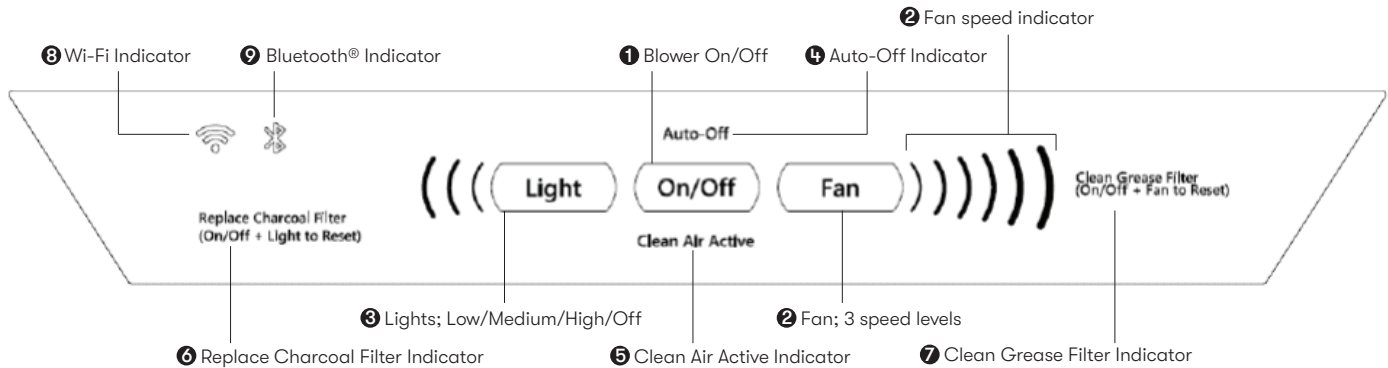 ❷ Fan speed indicator
❽ Wi-Fi Indicator
❾ Bluetooth® Indicator
❶ Blower On/Off
❹ Auto-Off Indicator
Auto-Off
Light
On/Off
Fan
Clean Grease Filter
(On/Off + Fan to Reset)
Replace Charcoal Filter
(On/Off + Light to Reset)
Clean Air Active
❸ Lights; Low/Medium/High/Off
❷ Fan; 3 speed levels
❻ Replace Charcoal Filter Indicator
❺ Clean Air Active Indicator
❼ Clean Grease Filter Indicator